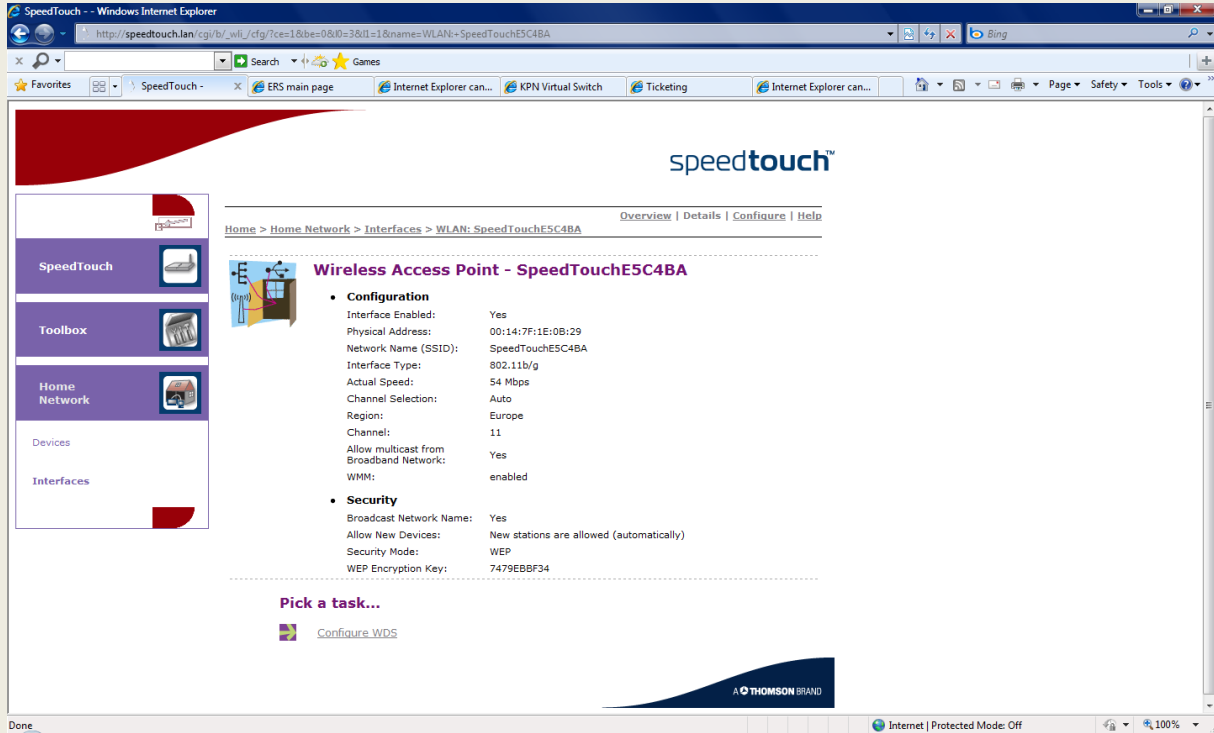 SpeedTouch - - Windows Internet Explorer
http://speedtouch.lan/cgi/b/_wli_/cfg/?ce=1&be=0&l0=3&l1=1&name=WLAN:+SpeedTouchE5C4BA
Bing
Search
Games
Favorites
SpeedTouch -
ERS main page
Internet Explorer can...
KPN Virtual Switch
Ticketing
Internet Explorer can...
Page
Safety
Tools
speedtouch™
Overview | Details | Configure | Help
Home > Home Network > Interfaces > WLAN: SpeedTouchE5C4BA
SpeedTouch
Toolbox
Home
Network
Devices
Interfaces
Wireless Access Point - SpeedTouchE5C4BA
• Configuration
Interface Enabled: Yes
Physical Address: 00:14:7F:1E:0B:29
Network Name (SSID): SpeedTouchE5C4BA
Interface Type: 802.11b/g
Actual Speed: 54 Mbps
Channel Selection: Auto
Region: Europe
Channel: 11
Allow multicast from
Broadband Network: Yes
WMM: enabled
• Security
Broadcast Network Name: Yes
Allow New Devices: New stations are allowed (automatically)
Security Mode: WEP
WEP Encryption Key: 7479EBBF34
Pick a task...
Configure WDS
A THOMSON BRAND
Done
Internet | Protected Mode: Off
100%